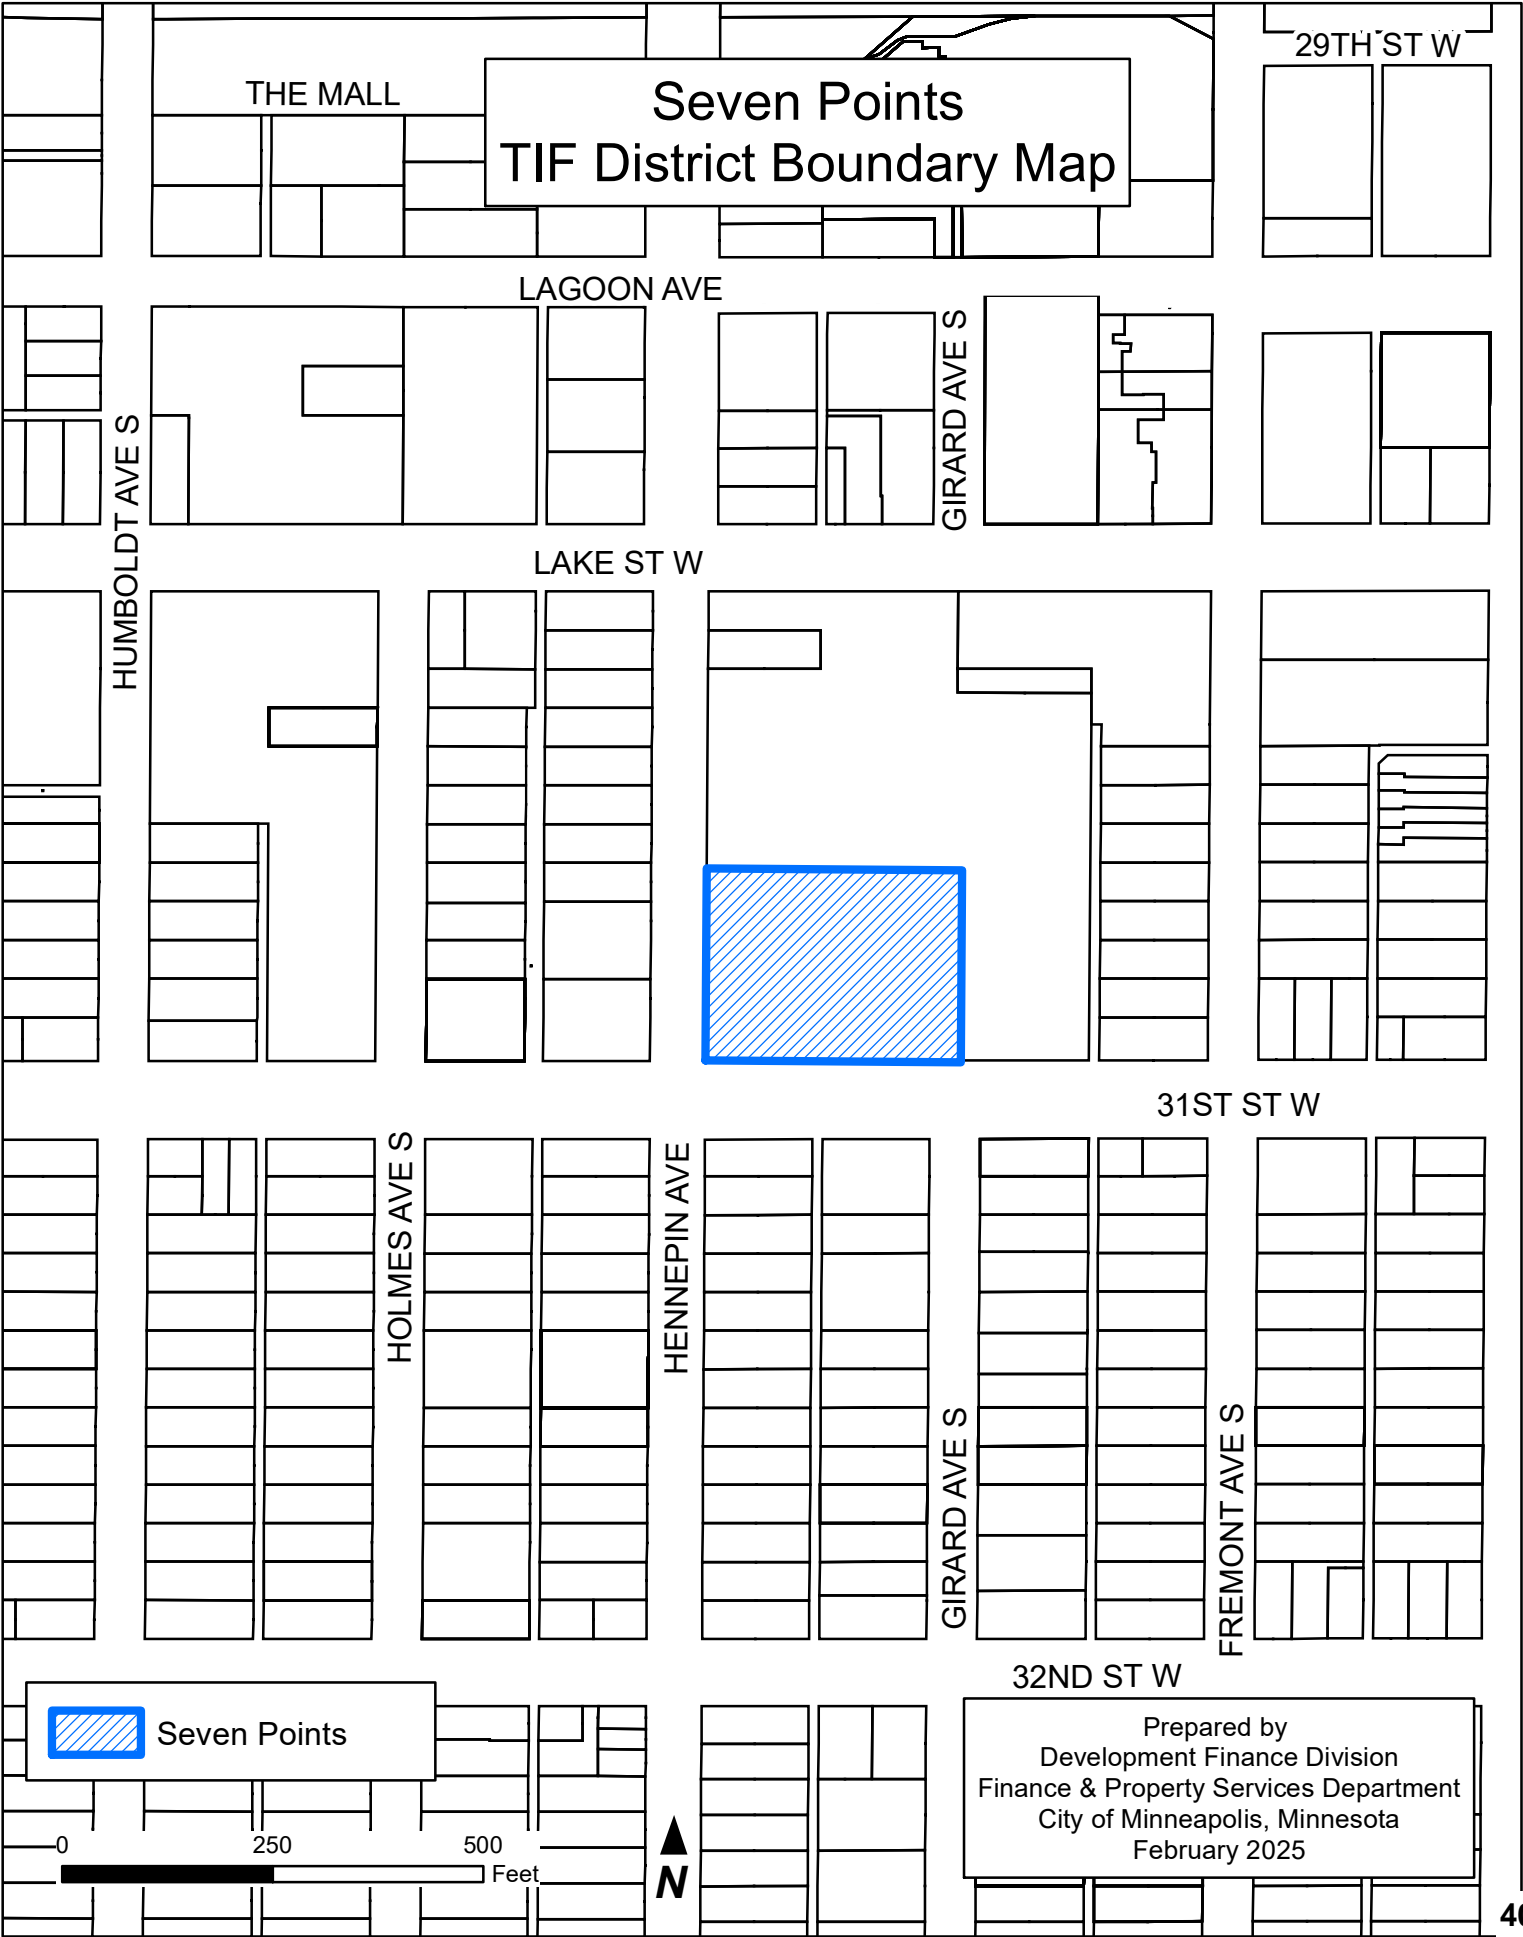 29TH ST W
THE MALL
Seven Points
TIF District Boundary Map
LAGOON AVE
GIRARD AVE S
HUMBOLDT AVE S
LAKE ST W
31ST ST W
HOLMES AVE S
HENNEPIN AVE
GIRARD AVE S
FREMONT AVE S
32ND ST W
Seven Points
Prepared by
Development Finance Division
Finance & Property Services Department
City of Minneapolis, Minnesota
February 2025
0 250 500
Feet
N